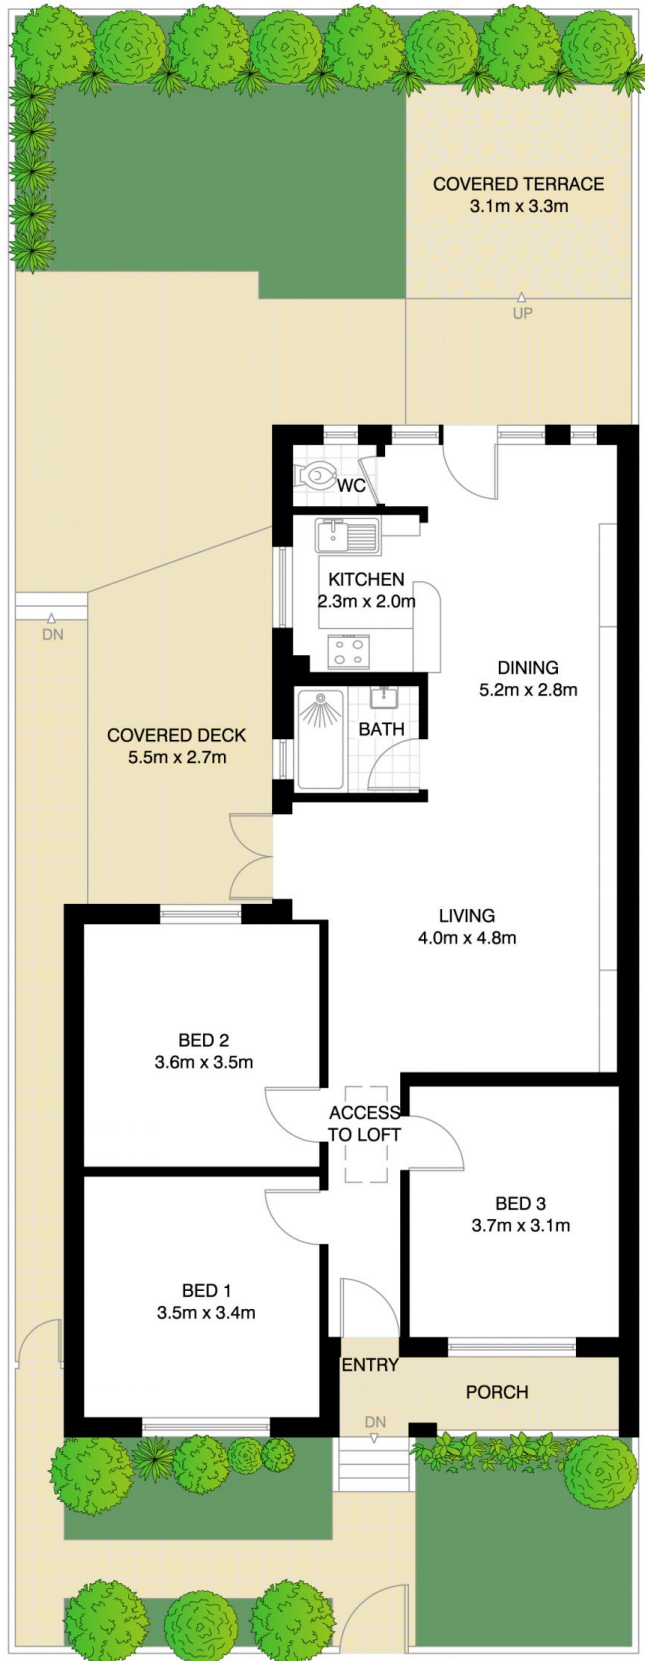 COVERED TERRACE
3.1m x 3.3m
UP
WC
KITCHEN
2.3m x 2.0m
DN
DINING
5.2m x 2.8m
BATH
COVERED DECK
5.5m x 2.7m
LIVING
4.0m x 4.8m
BED 2
3.6m x 3.5m
ACCESS
TO LOFT
BED 3
3.7m x 3.1m
BED 1
3.5m x 3.4m
ENTRY
PORCH
DN